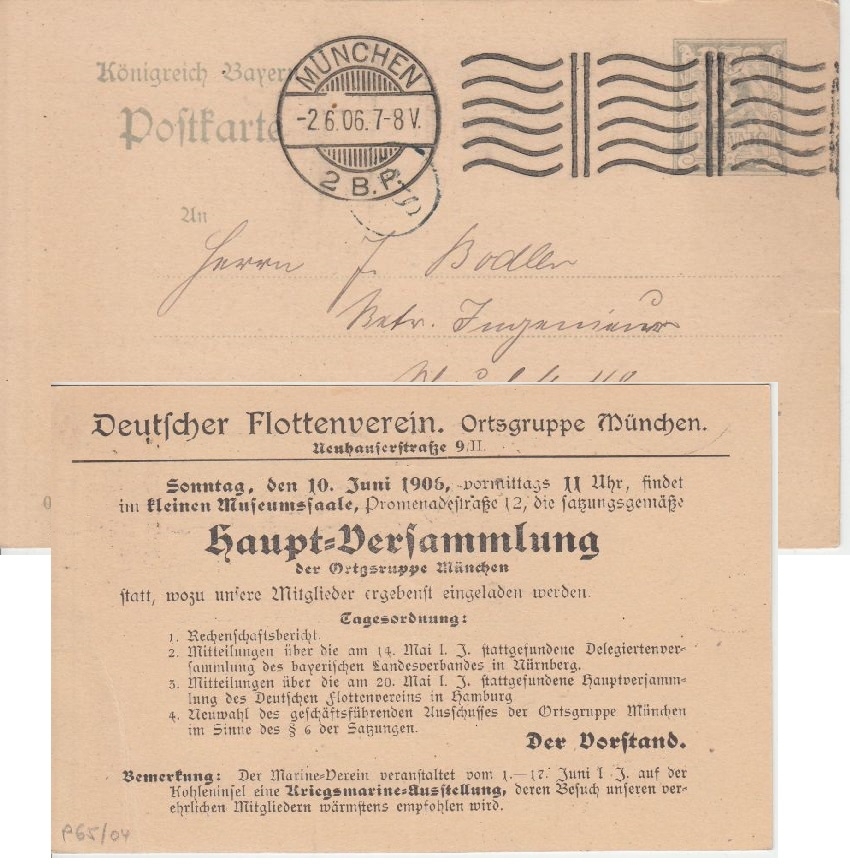 Königreich Bayern
Postkarte
MÜNCHEN
-2.6.06.7-8 V.
2 B.P.
An
Herrn J. Bodler
Betr. Ingenieur
Deutscher Flottenverein. Ortsgruppe München.
Neuhauserstraße 9/II.
Sonntag, den 10. Juni 1906, vormittags 11 Uhr, findet
im kleinen Museumssaale, Promenadestraße 12, die satzungsgemäße
Haupt-Versammlung
der Ortsgruppe München
statt, wozu unsere Mitglieder ergebenst eingeladen werden.
Tagesordnung:
1. Rechenschaftsbericht.
2. Mitteilungen über die am 14. Mai l. J. stattgefundene Delegiertenver-
sammlung des bayerischen Landesverbandes in Nürnberg.
3. Mitteilungen über die am 20. Mai l. J. stattgefundene Hauptversamm-
lung des Deutschen Flottenvereins in Hamburg
4. Neuwahl des geschäftsführenden Ausschusses der Ortsgruppe München
im Sinne des § 6 der Satzungen.
Der Vorstand.
Bemerkung: Der Marine-Verein veranstaltet vom 1.—17. Juni l. J. auf der
Kohleninsel eine Kriegsmarine-Ausstellung, deren Besuch unseren ver-
ehrlichen Mitgliedern wärmstens empfohlen wird.
P65/04